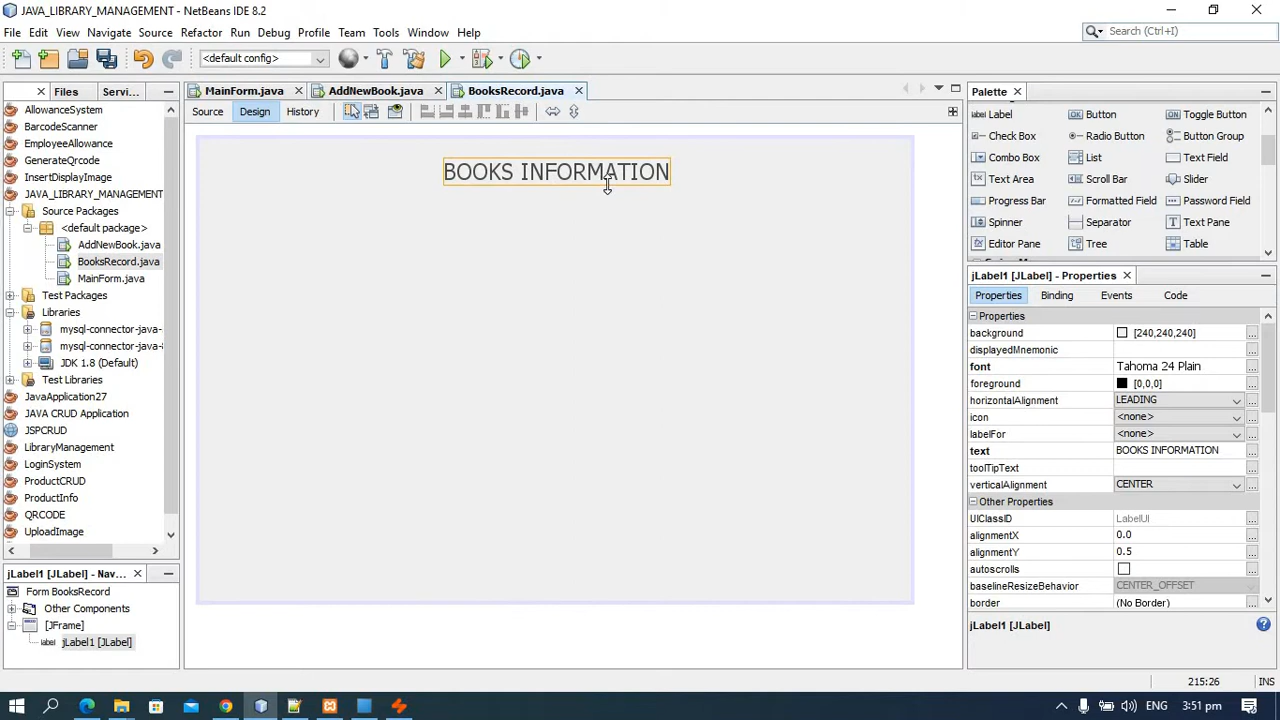 JAVA_LIBRARY_MANAGEMENT - NetBeans IDE 8.2
File Edit View Navigate Source Refactor Run Debug Profile Team Tools Window Help
Search (Ctrl+I)
<default config>
Files Servi...
MainForm.java AddNewBook.java BooksRecord.java
Source Design History
AllowanceSystem
BarcodeScanner
EmployeeAllowance
GenerateQrcode
InsertDisplayImage
JAVA_LIBRARY_MANAGEMENT
Source Packages
<default package>
AddNewBook.java
BooksRecord.java
MainForm.java
Test Packages
Libraries
mysql-connector-java-
mysql-connector-java-
JDK 1.8 (Default)
Test Libraries
JavaApplication27
JAVA CRUD Application
JSPCRUD
LibraryManagement
LoginSystem
ProductCRUD
ProductInfo
QRCODE
UploadImage
jLabel1 [JLabel] - Nav...
Form BooksRecord
Other Components
[JFrame]
label jLabel1 [JLabel]
BOOKS INFORMATION
Palette
Label Button Toggle Button
Check Box Radio Button Button Group
Combo Box List Text Field
Text Area Scroll Bar Slider
Progress Bar Formatted Field Password Field
Spinner Separator Text Pane
Editor Pane Tree Table
jLabel1 [JLabel] - Properties
Properties Binding Events Code
Properties
background [240,240,240]
displayedMnemonic
font Tahoma 24 Plain
foreground [0,0,0]
horizontalAlignment LEADING
icon <none>
labelFor <none>
text BOOKS INFORMATION
toolTipText
verticalAlignment CENTER
Other Properties
UIClassID LabelUI
alignmentX 0.0
alignmentY 0.5
autoscrolls
baselineResizeBehavior CENTER_OFFSET
border (No Border)
jLabel1 [JLabel]
215:26 INS
ENG 3:51 pm